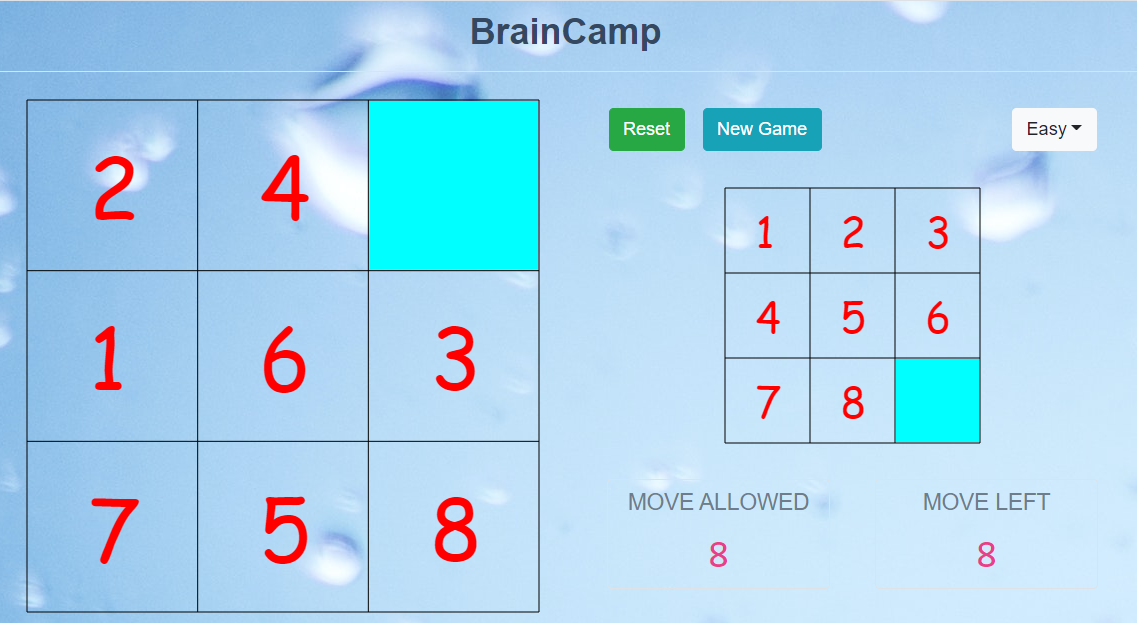 BrainCamp
2 4
1 6 3
7 5 8
Reset New Game Easy
1 2 3
4 5 6
7 8
MOVE ALLOWED MOVE LEFT
8 8